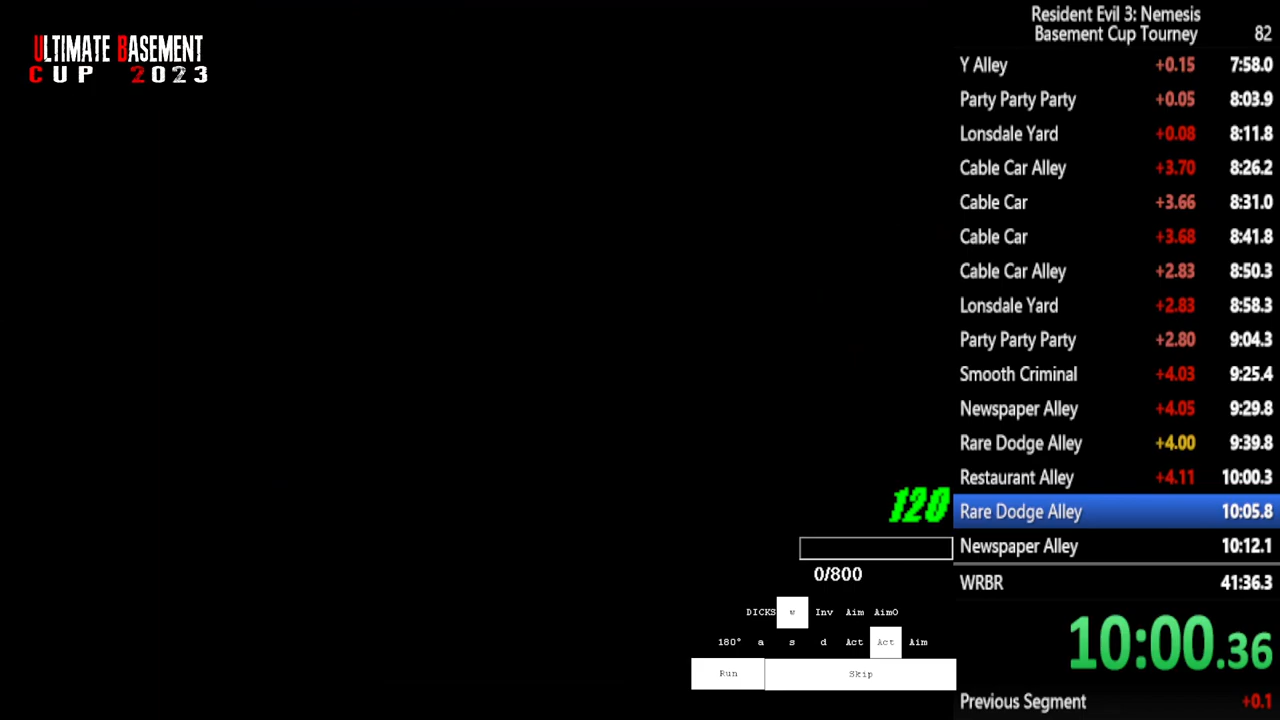 ULTIMATE BASEMENT
CUP 2023
Resident Evil 3: Nemesis
Basement Cup Tourney 82
Y Alley +0.15 7:58.0
Party Party Party +0.05 8:03.9
Lonsdale Yard +0.08 8:11.8
Cable Car Alley +3.70 8:26.2
Cable Car +3.66 8:31.0
Cable Car +3.68 8:41.8
Cable Car Alley +2.83 8:50.3
Lonsdale Yard +2.83 8:58.3
Party Party Party +2.80 9:04.3
Smooth Criminal +4.03 9:25.4
Newspaper Alley +4.05 9:29.8
Rare Dodge Alley +4.00 9:39.8
Restaurant Alley +4.11 10:00.3
Rare Dodge Alley 10:05.8
Newspaper Alley 10:12.1
WRBR 41:36.3
10:00.36
Previous Segment +0.1
120
0/800
DICKS w Inv Aim AimO
180° a s d Act Act Aim
Run Skip